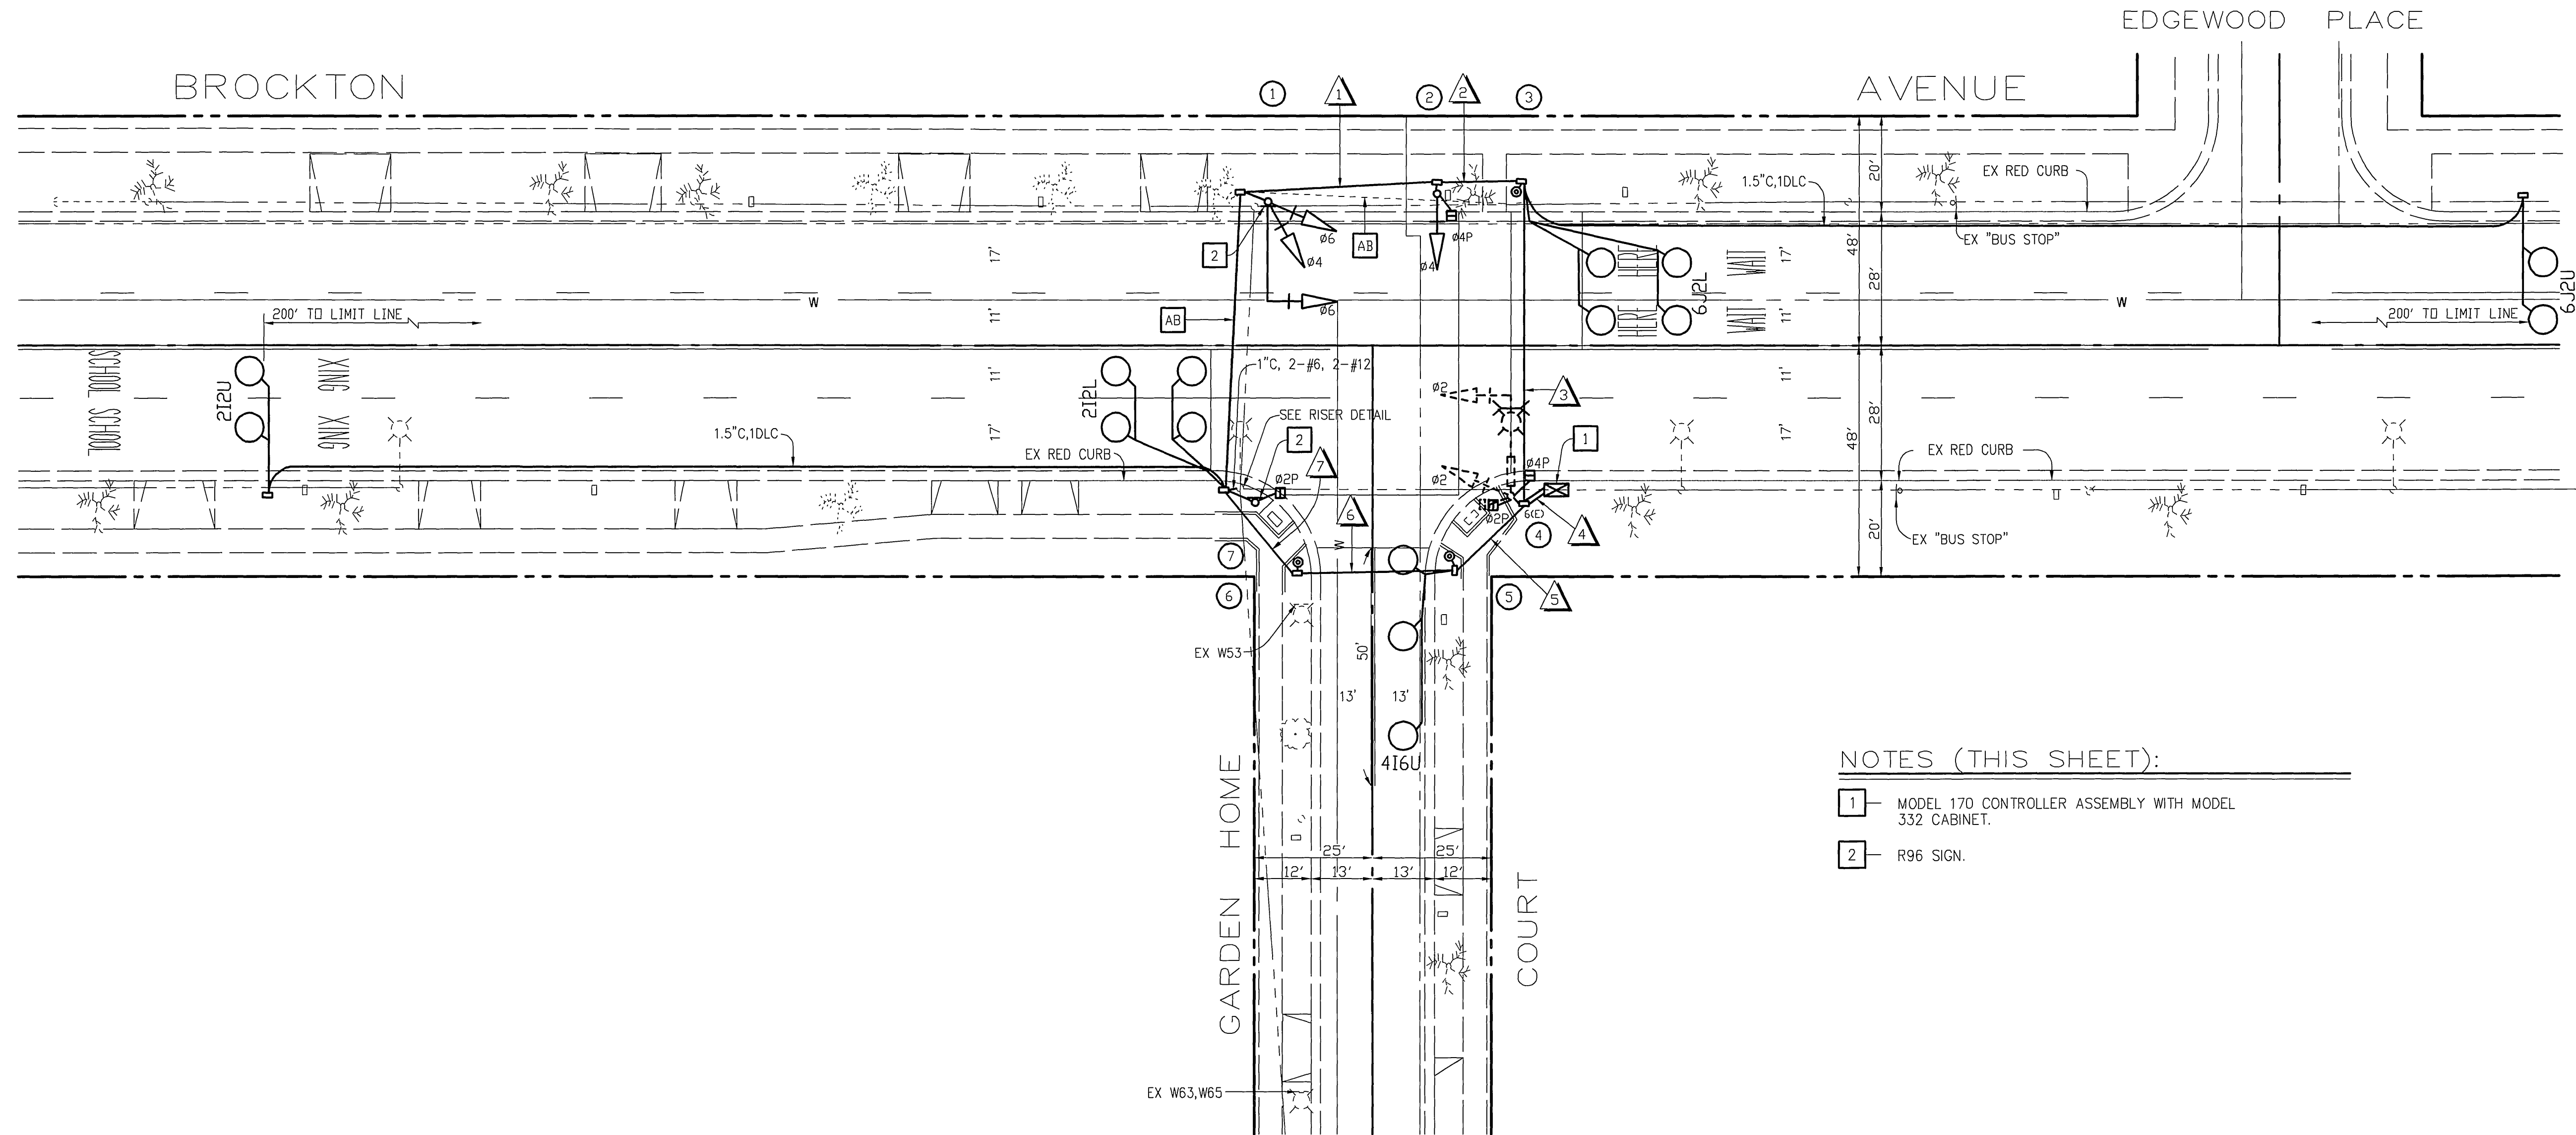 EDGEWOOD PLACE
BROCKTON
AVENUE
1
1
2
2
3
20'
1.5"C,1DLC
EX RED CURB
EX "BUS STOP"
48'
28'
17'
2
ø6
ø4
AB
ø4P
ø4
HERE
WAIT
17'
6J2L
6J2U
W
ø6
W
200' TO LIMIT LINE
11'
AB
HERE
WAIT
11'
200' TO LIMIT LINE
SCHOOL SCHOOL
XING XING
2I2U
2I2L
11'
1"C, 2-#6, 2-#12
ø2
3
11'
28'
SEE RISER DETAIL
1.5"C,1DLC
17'
2
1
17'
48'
EX RED CURB
7
ø2P
ø2
ø4P
EX RED CURB
6
ø2P
6(E)
4
4
20'
EX "BUS STOP"
W
7
6
5
5
EX W53
50'
13'
13'
4I6U
GARDEN HOME
COURT
25'
25'
12'
13'
13'
12'
EX W63,W65
NOTES (THIS SHEET):
1
MODEL 170 CONTROLLER ASSEMBLY WITH MODEL
332 CABINET.
2
R96 SIGN.